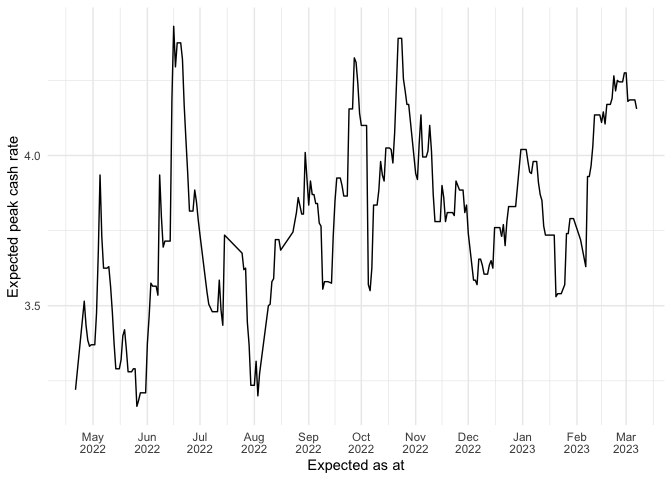 Expected peak cash rate
4.0
3.5
May Jun Jul Aug Sep Oct Nov Dec Jan Feb Mar
2022 2022 2022 2022 2022 2022 2022 2022 2023 2023 2023
Expected as at